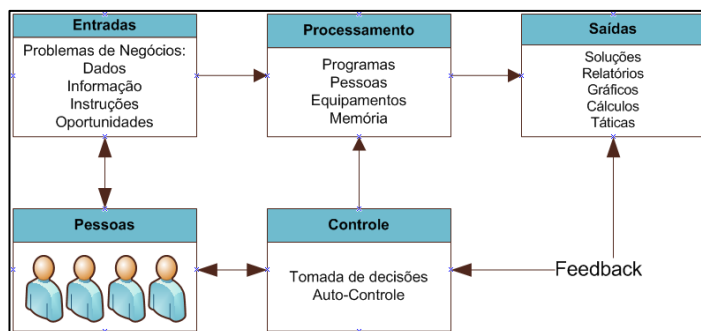 Entradas
Problemas de Negócios:
Dados
Informação
Instruções
Oportunidades
Processamento
Programas
Pessoas
Equipamentos
Memória
Saídas
Soluções
Relatórios
Gráficos
Cálculos
Táticas
Pessoas
Controle
Tomada de decisões
Auto-Controle
Feedback